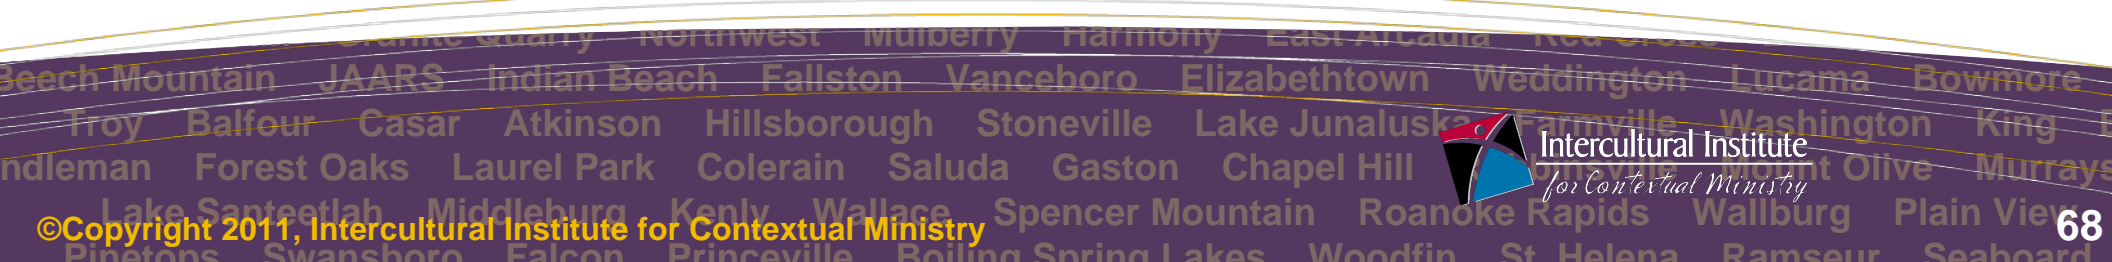 Granite Quarry Northwest Mulberry Harmony East Arcadia Red Cross
Beech Mountain JAARS Indian Beach Fallston Vanceboro Elizabethtown Weddington Lucama Bowmore
Troy Balfour Casar Atkinson Hillsborough Stoneville Lake Junaluska Farmville Washington King
ndleman Forest Oaks Laurel Park Colerain Saluda Gaston Chapel Hill Mount Olive Murrays
Intercultural Institute
for Contextual Ministry
Lake Santeetlah Middleburg Kenly Wallace Spencer Mountain Roanoke Rapids Wallburg Plain View
©Copyright 2011, Intercultural Institute for Contextual Ministry
68
Pinetops Swansboro Falcon Princeville Boiling Spring Lakes Woodfin St. Helena Ramseur Seaboard